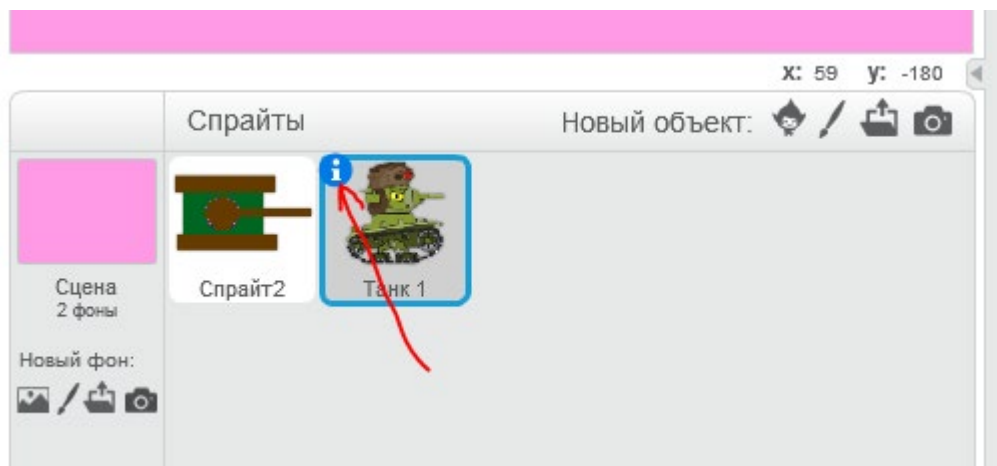 x: 59 y: -180
Спрайты
Новый объект:
Спрайт2
Танк 1
Сцена
2 фоны
Новый фон: